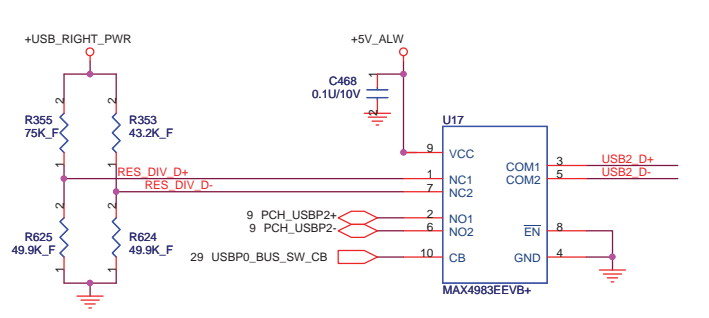 +USB_RIGHT_PWR
+5V_ALW
C468
0.1U/10V
1
2
R355
75K_F
2
1
R353
43.2K_F
2
1
U17
RES_DIV_D+
RES_DIV_D-
9 VCC
1 NC1
7 NC2
COM1 3 USB2_D+
COM2 5 USB2_D-
R625
49.9K_F
2
1
R624
49.9K_F
2
1
9 PCH_USBP2+ 2 NO1
9 PCH_USBP2- 6 NO2
EN 8
29 USBP0_BUS_SW_CB 10 CB
GND 4
MAX4983EEVB+